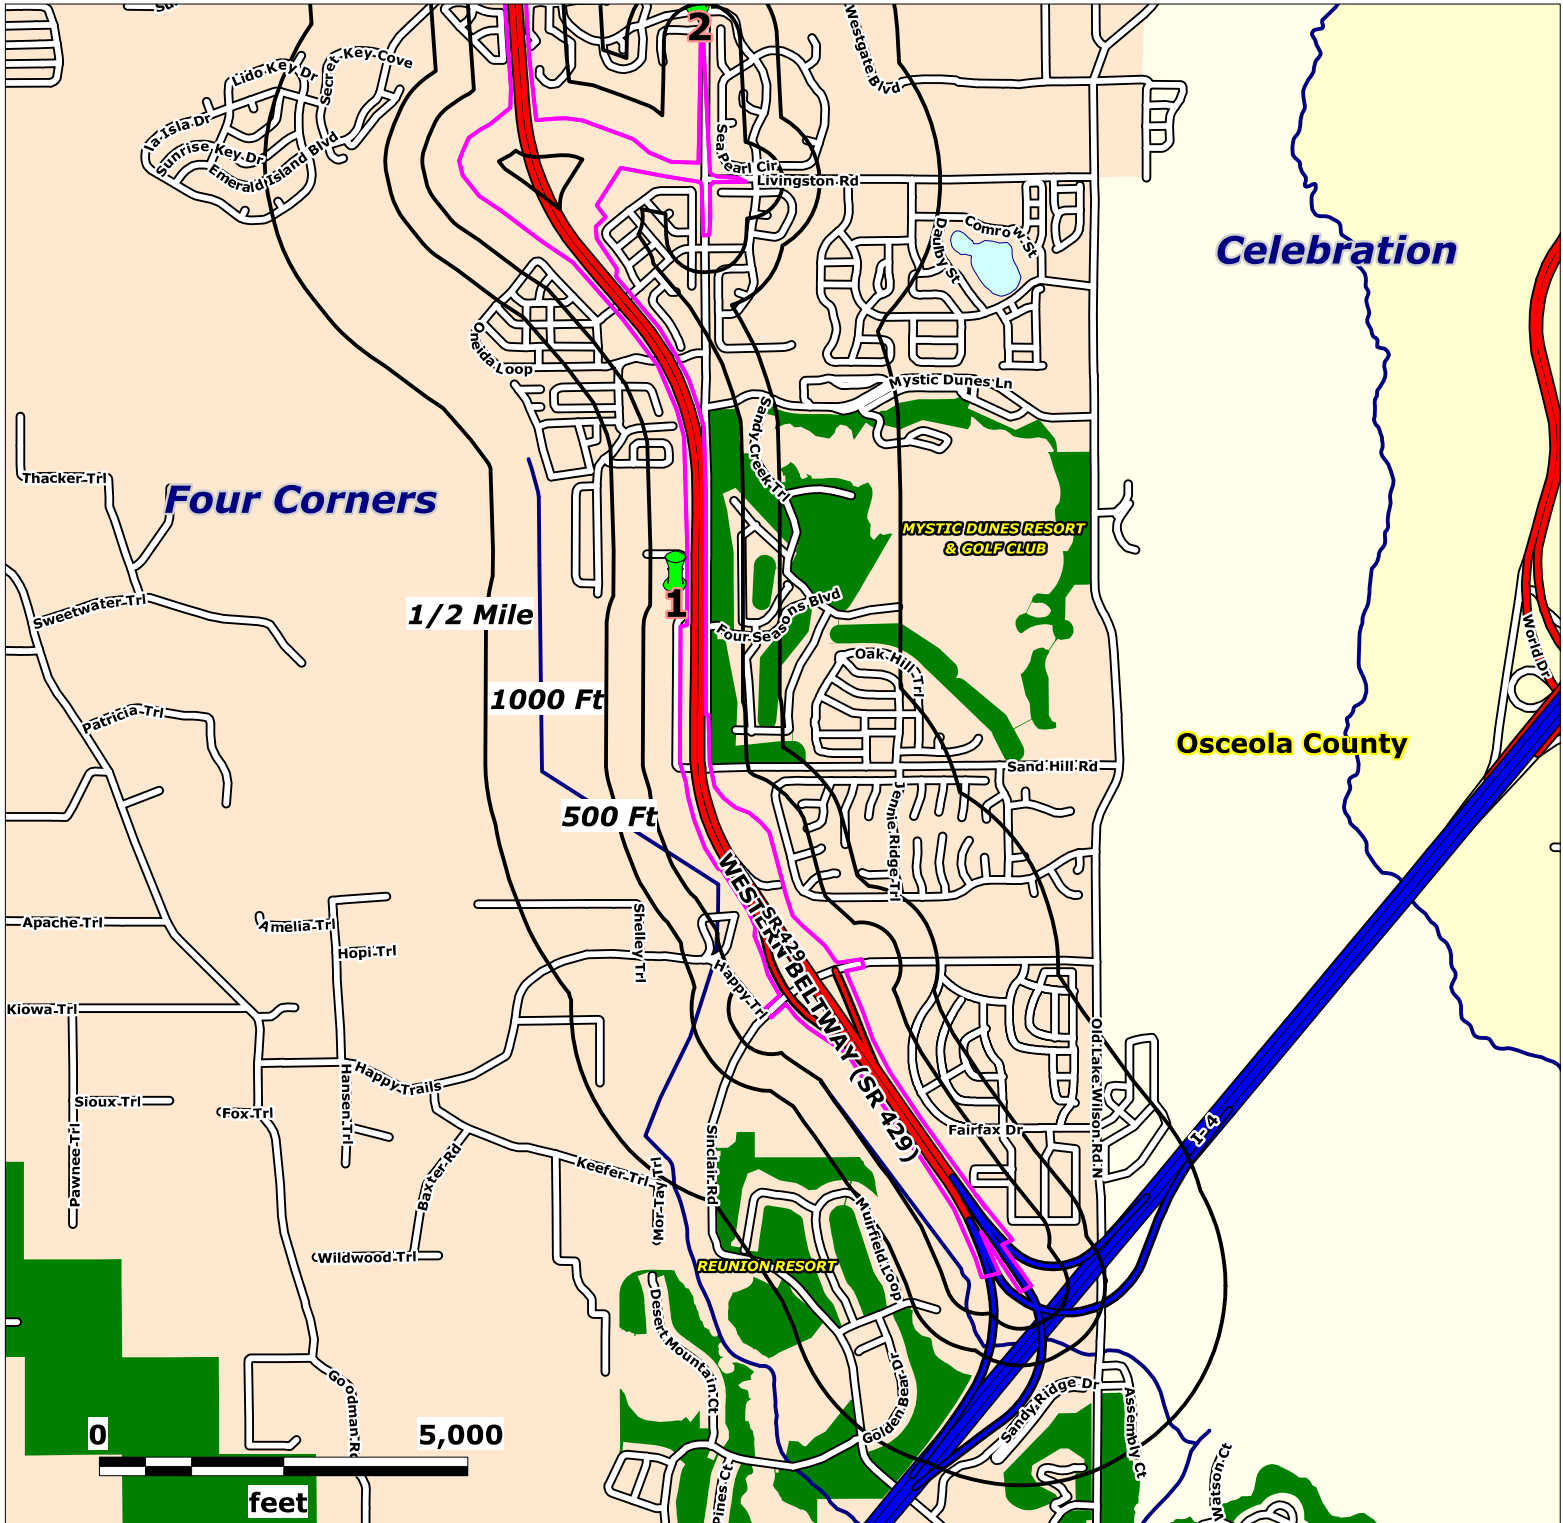 2
Westgate Blvd
Secret Key Cove
Lido Key Dr
la Isla Dr
Sunrise Key Dr
Emerald Island Blvd
Sea Pearl Cir
Livingston Rd
Daulby St
Comrow St
Celebration
Oneida Loop
Mystic Dunes Ln
Sandy Creek Trl
Thacker Trl
Four Corners
MYSTIC DUNES RESORT
& GOLF CLUB
1
1/2 Mile
Sweetwater Trl
Four Seasons Blvd
Oak Hill Trl
World Dr
1000 Ft
Patricia Trl
Osceola County
Sand Hill Rd
500 Ft
Jennie Ridge Trl
WESTERN BELTWAY (SR 429)
SR 429
Apache Trl
Amelia Trl
Hopi Trl
Shelley Trl
Happy Trl
Kiowa Trl
Old Lake Wilson Rd N
Happy Trails
Hansen Trl
Sioux Trl
Fox Trl
Pawnee Trl
Baxter Rd
Keefer Trl
Mor Tay Trl
Sinclair Rd
Fairfax Dr
I- 4
Wildwood Trl
REUNION RESORT
Muirfield Loop
Desert Mountain Ct
Golden Bear Dr
Goodman Rd
Sandy Ridge Dr
Assembly Ct
Watson Ct
Pines Ct
0
5,000
feet